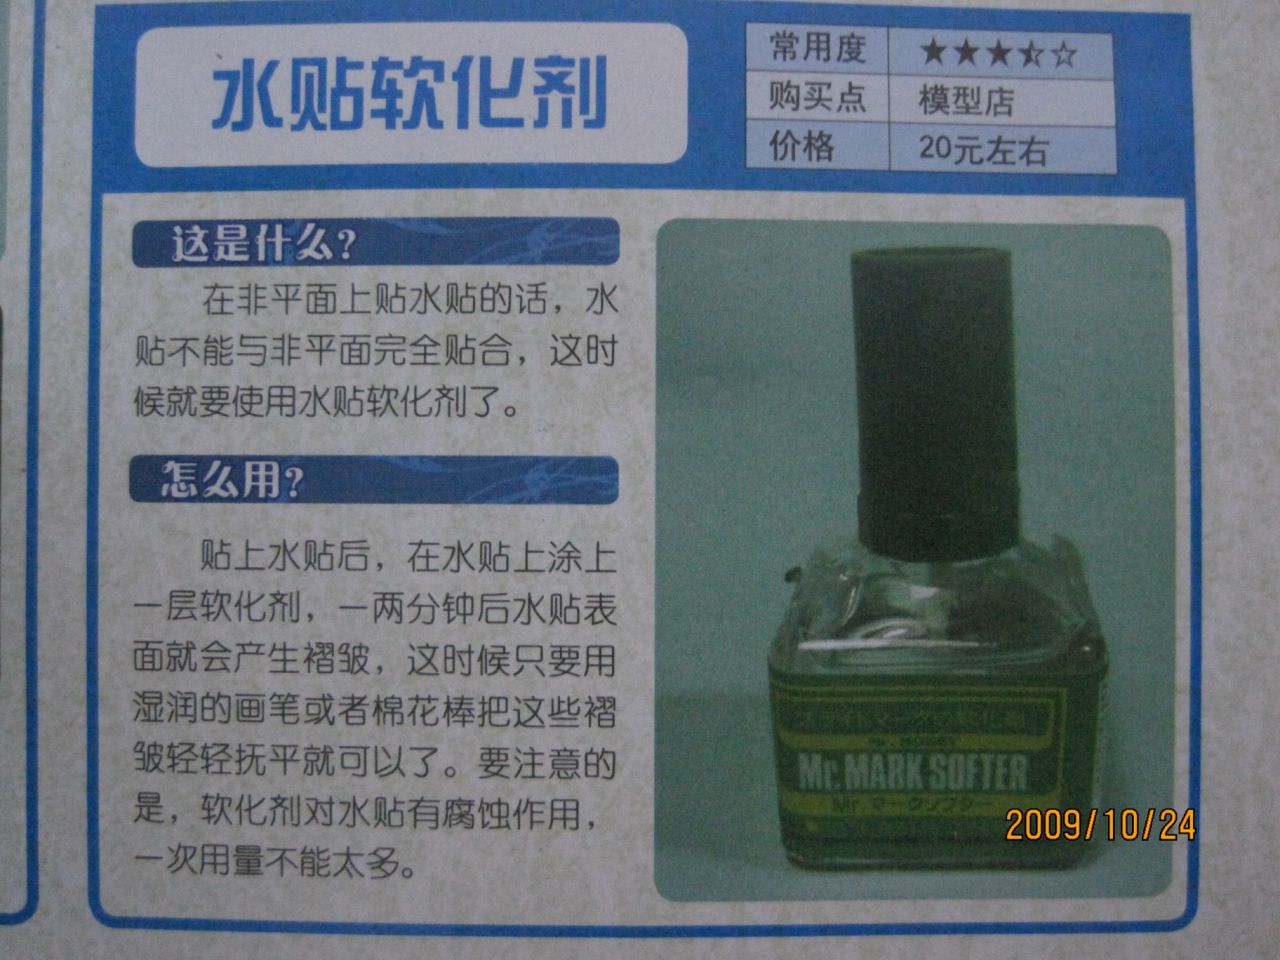 水贴软化剂
常用度 ★★★⯪☆
购买点 模型店
价格 20元左右
这是什么?
在非平面上贴水贴的话，水
贴不能与非平面完全贴合，这时
候就要使用水贴软化剂了。
怎么用?
贴上水贴后，在水贴上涂上
一层软化剂，一两分钟后水贴表
面就会产生褶皱，这时候只要用
湿润的画笔或者棉花棒把这些褶
皱轻轻抚平就可以了。要注意的
是，软化剂对水贴有腐蚀作用，
一次用量不能太多。
Mr. MARK SOFTER
Mr. マークソフター
2009/10/24